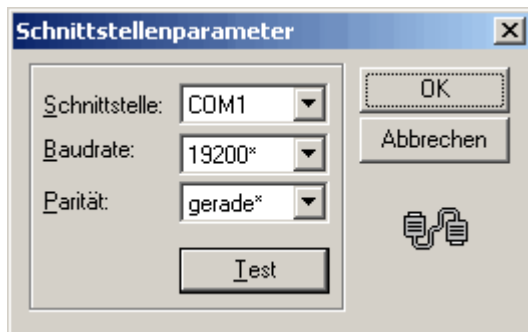 Schnittstellenparameter
Schnittstelle: COM1
Baudrate: 19200*
Parität: gerade*
Test
OK
Abbrechen